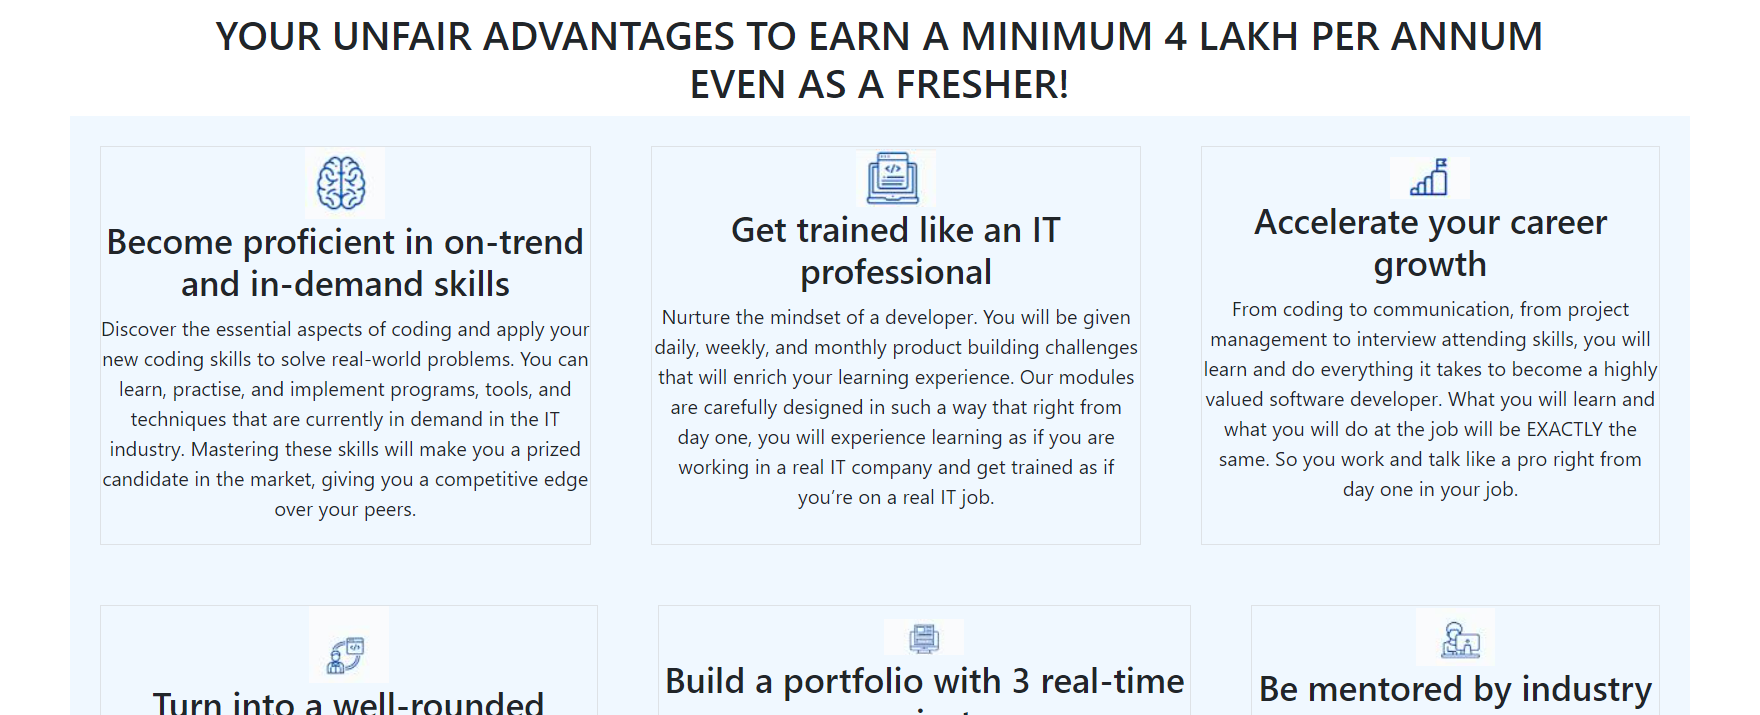 YOUR UNFAIR ADVANTAGES TO EARN A MINIMUM 4 LAKH PER ANNUM
EVEN AS A FRESHER!
Become proficient in on-trend
and in-demand skills
Discover the essential aspects of coding and apply your
new coding skills to solve real-world problems. You can
learn, practise, and implement programs, tools, and
techniques that are currently in demand in the IT
industry. Mastering these skills will make you a prized
candidate in the market, giving you a competitive edge
over your peers.
Get trained like an IT
professional
Nurture the mindset of a developer. You will be given
daily, weekly, and monthly product building challenges
that will enrich your learning experience. Our modules
are carefully designed in such a way that right from
day one, you will experience learning as if you are
working in a real IT company and get trained as if
you’re on a real IT job.
Accelerate your career
growth
From coding to communication, from project
management to interview attending skills, you will
learn and do everything it takes to become a highly
valued software developer. What you will learn and
what you will do at the job will be EXACTLY the
same. So you work and talk like a pro right from
day one in your job.
Turn into a well-rounded
Build a portfolio with 3 real-time
Be mentored by industry